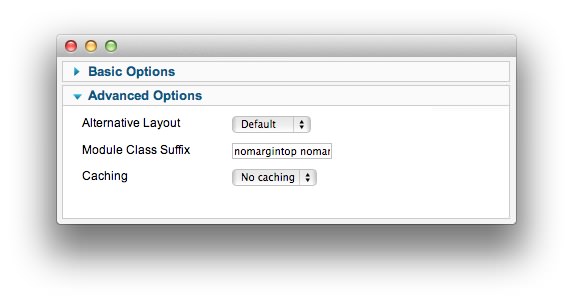 Basic Options
Advanced Options
Alternative Layout Default
Module Class Suffix nomargintop nomar
Caching No caching